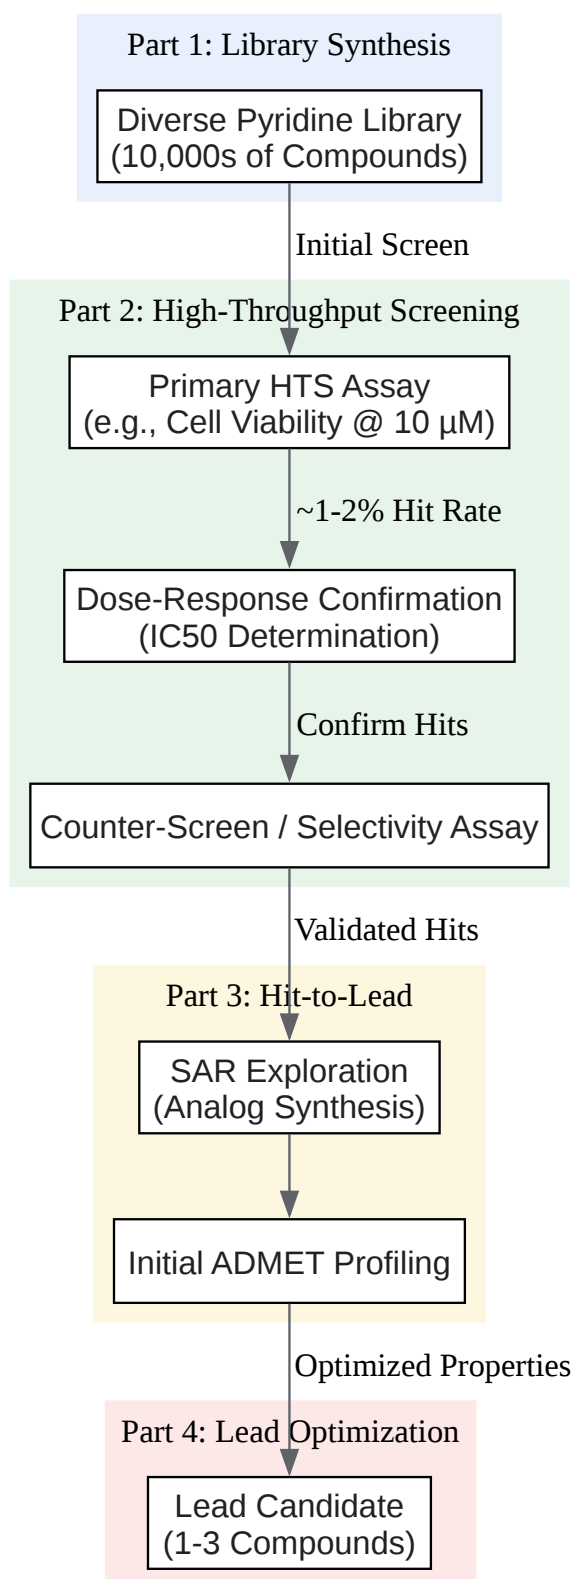 Part 1: Library Synthesis
Diverse Pyridine Library
(10,000s of Compounds)
Initial Screen
Part 2: High-Throughput Screening
Primary HTS Assay
(e.g., Cell Viability @ 10 µM)
~1-2% Hit Rate
Dose-Response Confirmation
(IC50 Determination)
Confirm Hits
Counter-Screen / Selectivity Assay
Validated Hits
Part 3: Hit-to-Lead
SAR Exploration
(Analog Synthesis)
Initial ADMET Profiling
Optimized Properties
Part 4: Lead Optimization
Lead Candidate
(1-3 Compounds)